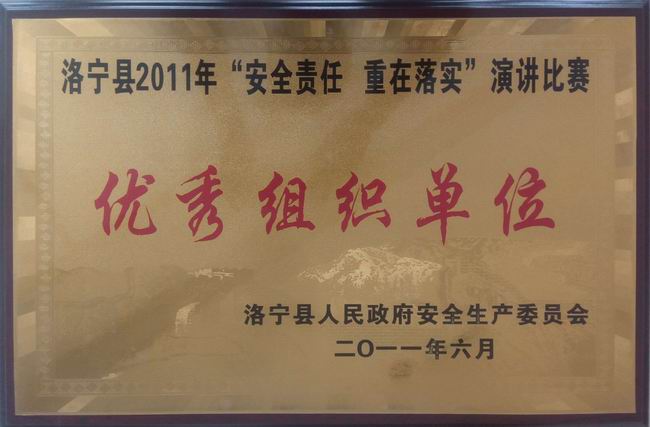 洛宁县2011年“安全责任 重在落实”演讲比赛
优秀组织单位
洛宁县人民政府安全生产委员会
二O一一年六月